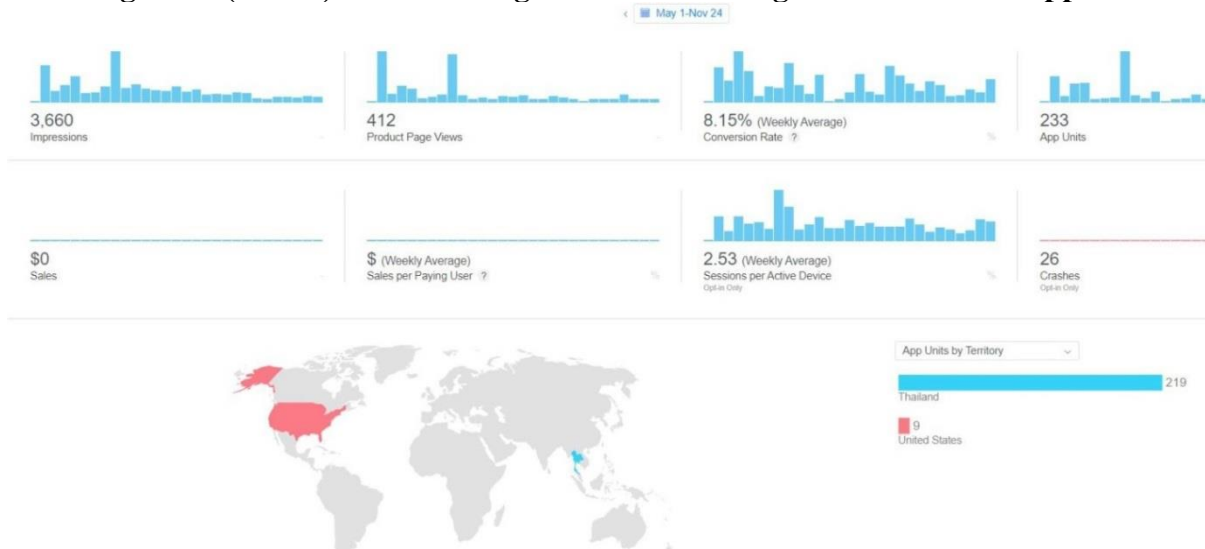 May 1-Nov 24
3,660
Impressions
412
Product Page Views
8.15% (Weekly Average)
Conversion Rate ?
%
233
App Units
$0
Sales
$ (Weekly Average)
Sales per Paying User ?
%
2.53 (Weekly Average)
Sessions per Active Device
Opt-in Only
%
26
Crashes
Opt-in Only
App Units by Territory
219
Thailand
9
United States